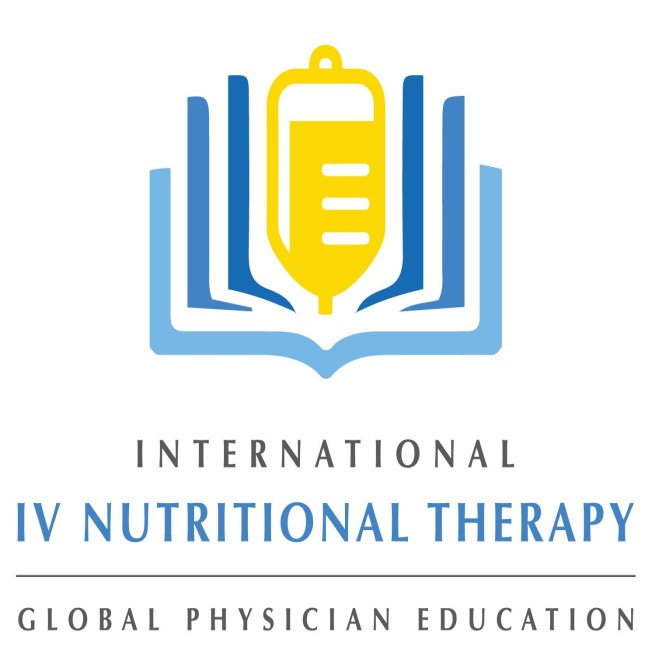 INTERNATIONAL
IV NUTRITIONAL THERAPY
GLOBAL PHYSICIAN EDUCATION